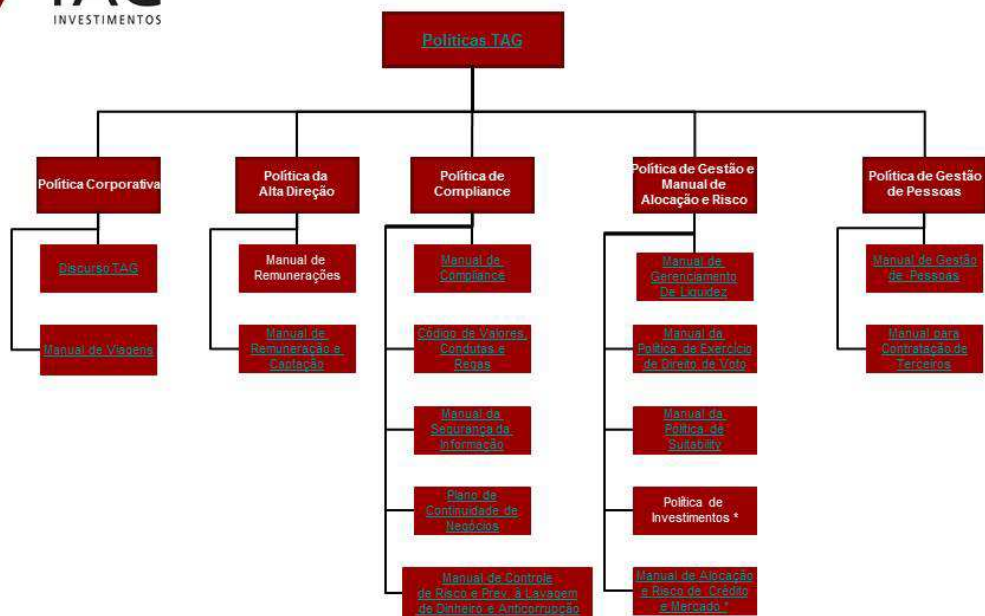 TAG
INVESTIMENTOS
Políticas TAG
Política Corporativa
Política da
Alta Direção
Política de
Compliance
Política de Gestão e
Manual de
Alocação e Risco
Política de Gestão
de Pessoas
Discurso TAG
Manual de Viagens
Manual de
Remunerações
Manual de
Remuneração e
Captação
Manual de
Compliance
Código de Valores,
Condutas e
Regas
Manual da
Segurança da
Informação
Plano de
Continuidade de
Negócios
Manual de Controle
de Risco e Prev. à Lavagem
de Dinheiro e Anticorrupção
Manual de
Gerenciamento
De Liquidez
Manual da
Política de Exercício
de Direito de Voto
Manual da
Política de
Suitability
Política de
Investimentos *
Manual de Alocação
e Risco de Crédito
e Mercado *
Manual de Gestão
de Pessoas
Manual para
Contratação de
Terceiros